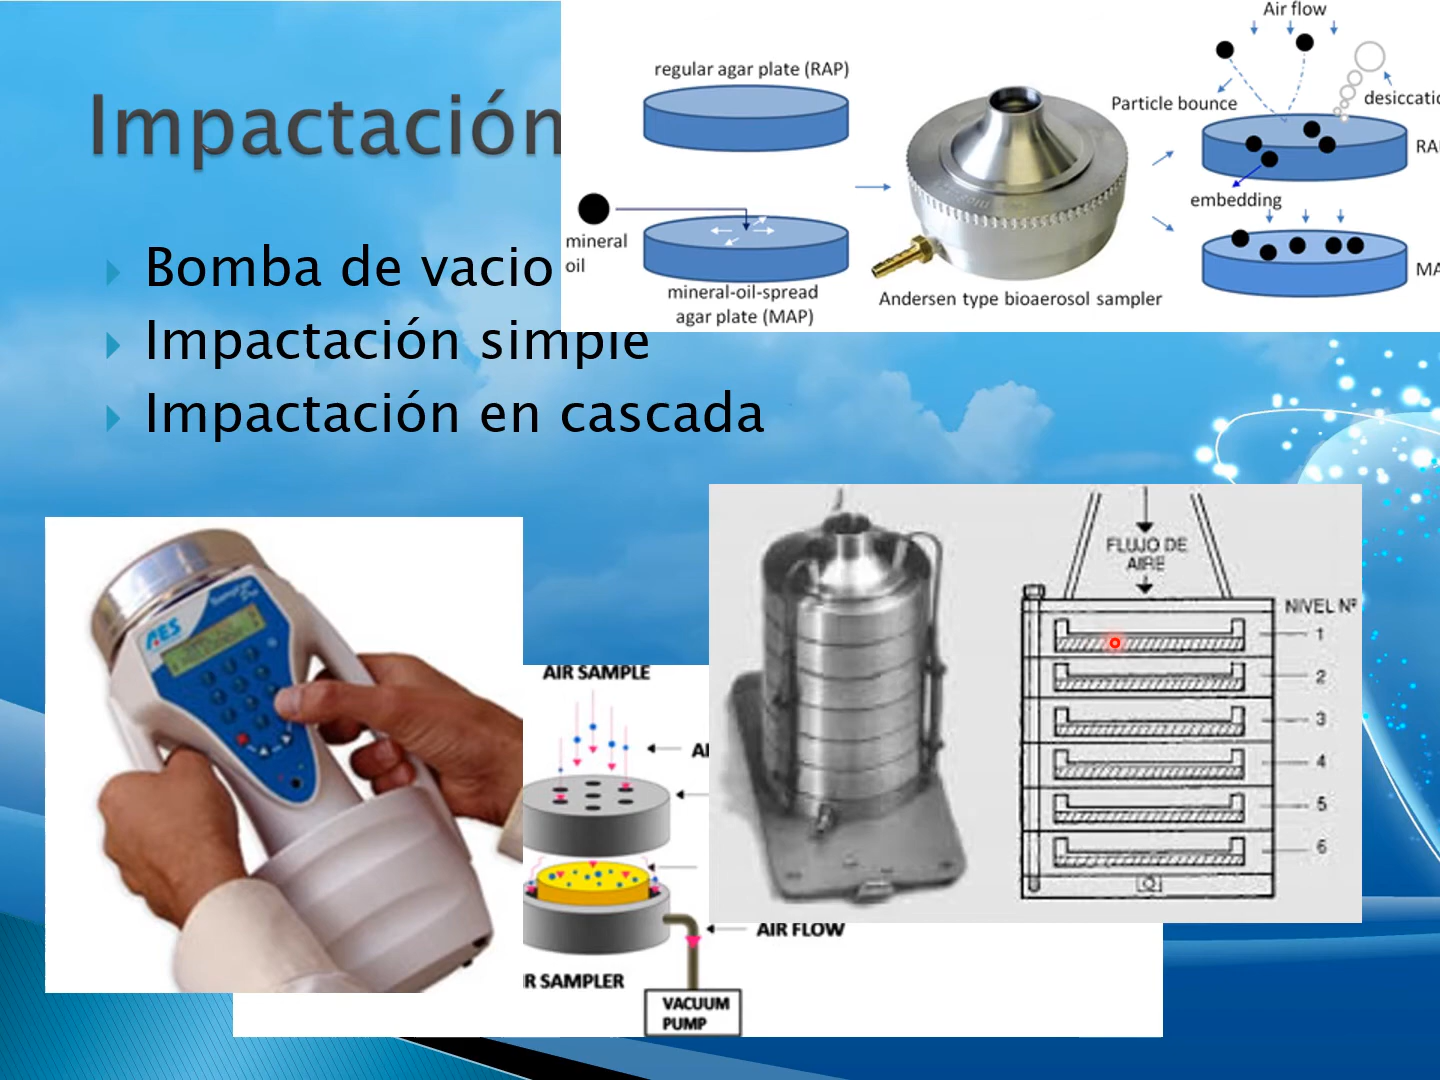 Impactación
Bomba de vacio
Impactación simple
Impactación en cascada
regular agar plate (RAP)
mineral
oil
mineral-oil-spread
agar plate (MAP)
Andersen type bioaerosol sampler
Air flow
Particle bounce
desiccatio
RA
embedding
MA
AES
AIR SAMPLE
AI
AIR FLOW
R SAMPLER
VACUUM
PUMP
FLUJO DE
AIRE
NIVEL Nº
1
2
3
4
5
6